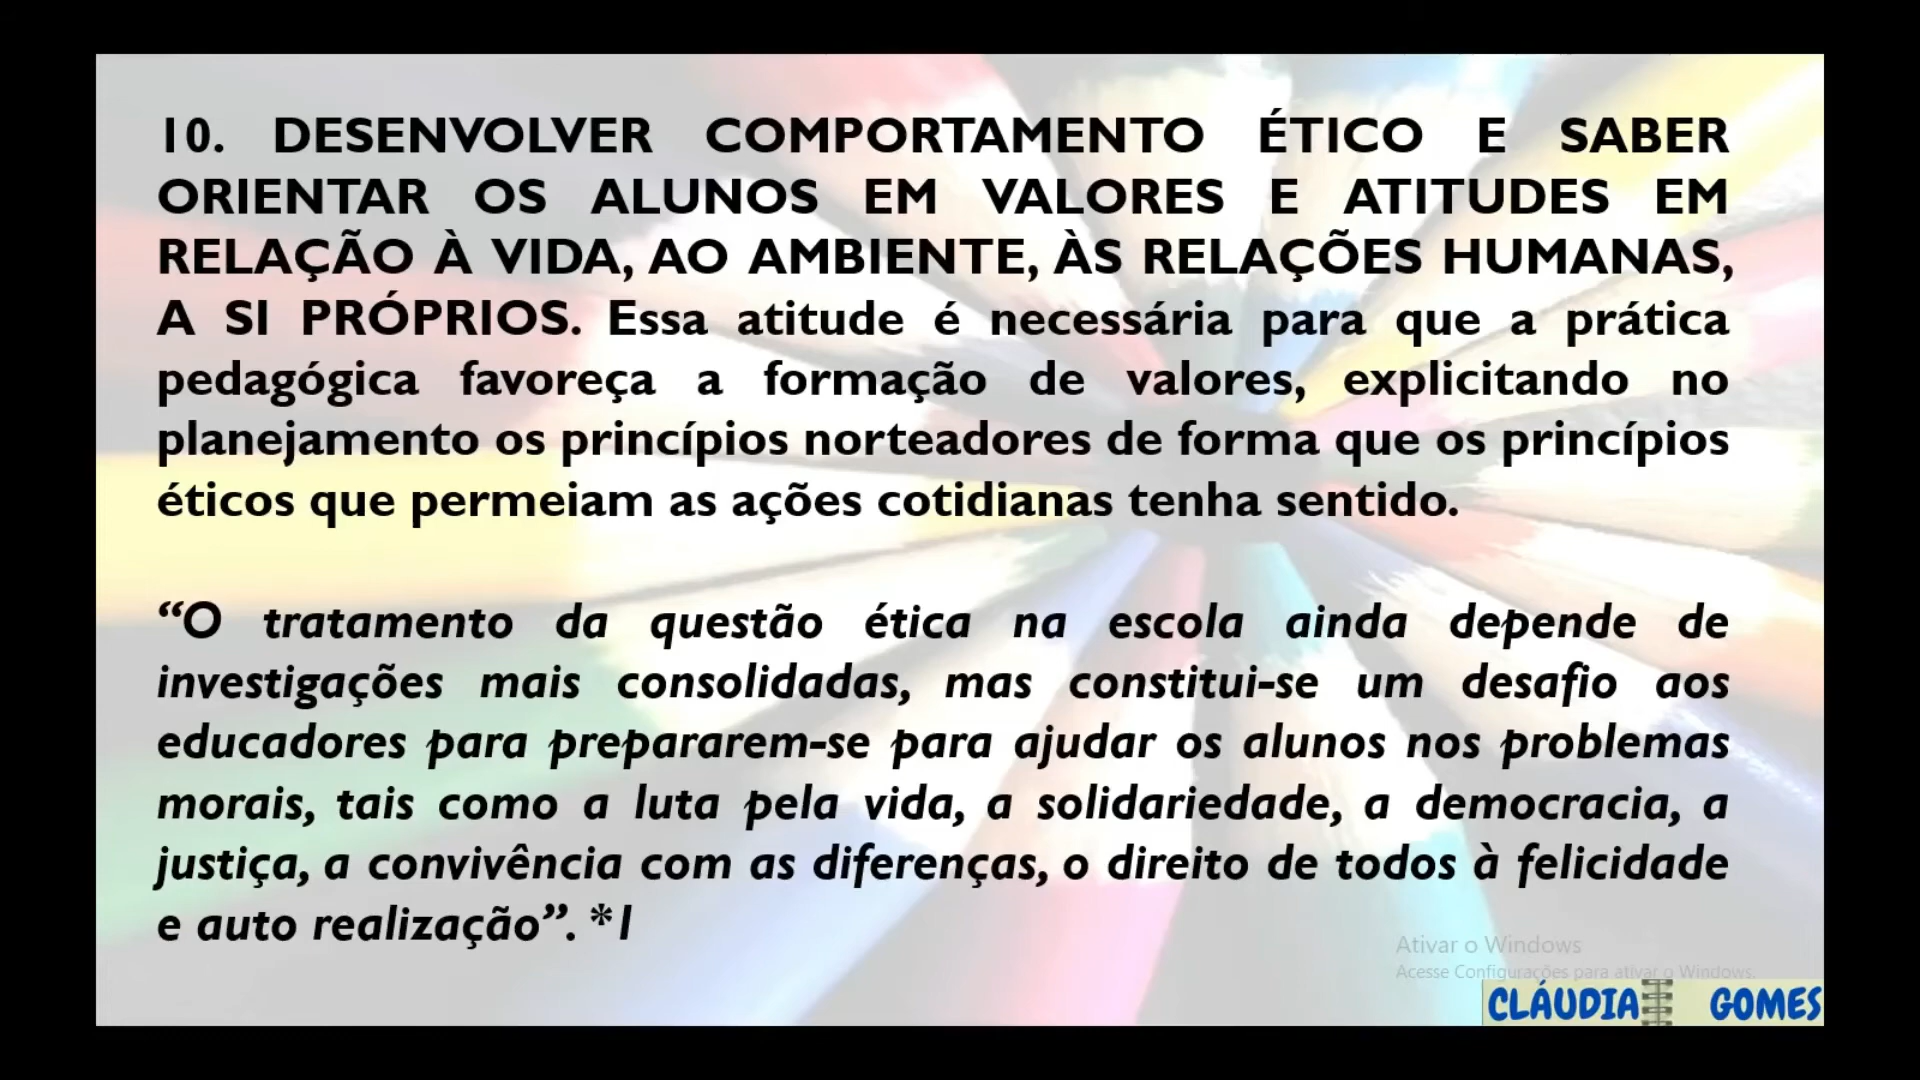 10. DESENVOLVER COMPORTAMENTO ÉTICO E SABER
ORIENTAR OS ALUNOS EM VALORES E ATITUDES EM
RELAÇÃO À VIDA, AO AMBIENTE, ÀS RELAÇÕES HUMANAS,
A SI PRÓPRIOS. Essa atitude é necessária para que a prática
pedagógica favoreça a formação de valores, explicitando no
planejamento os princípios norteadores de forma que os princípios
éticos que permeiam as ações cotidianas tenha sentido.
“O tratamento da questão ética na escola ainda depende de
investigações mais consolidadas, mas constitui-se um desafio aos
educadores para prepararem-se para ajudar os alunos nos problemas
morais, tais como a luta pela vida, a solidariedade, a democracia, a
justiça, a convivência com as diferenças, o direito de todos à felicidade
e auto realização”. *1
Ativar o Windows
Acesse Configurações para ativar o Windows.
CLÁUDIA GOMES